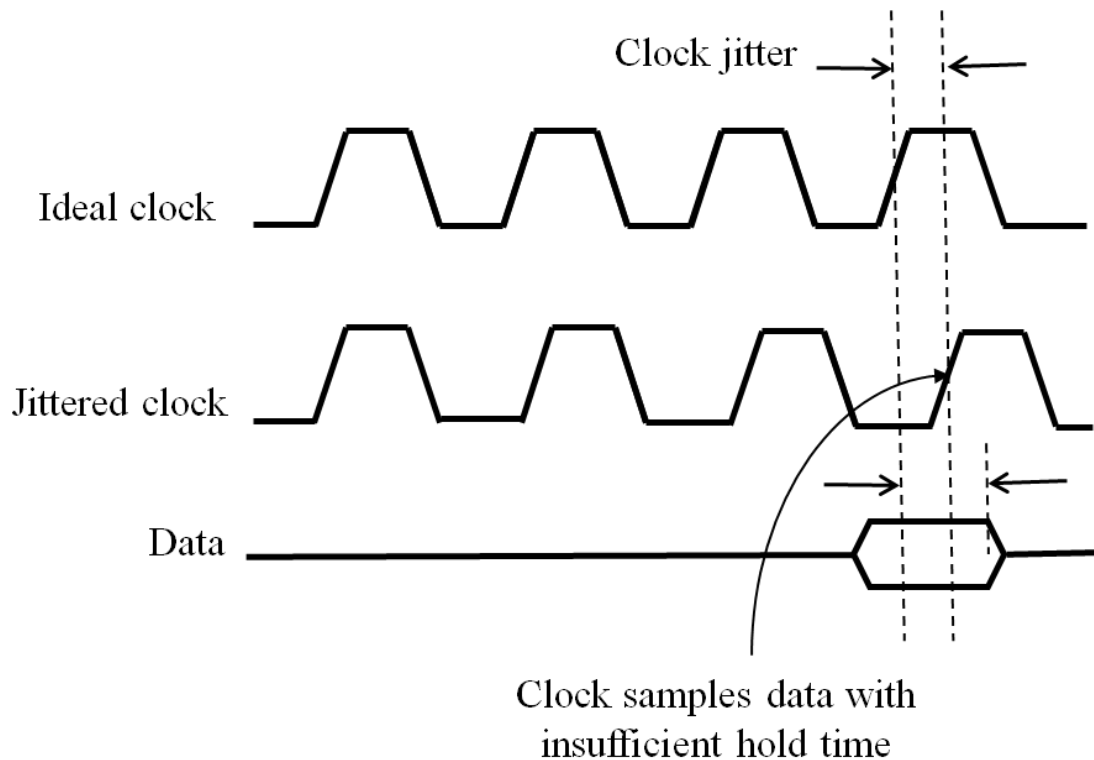 Clock jitter
Ideal clock
Jittered clock
Data
Clock samples data with
insufficient hold time